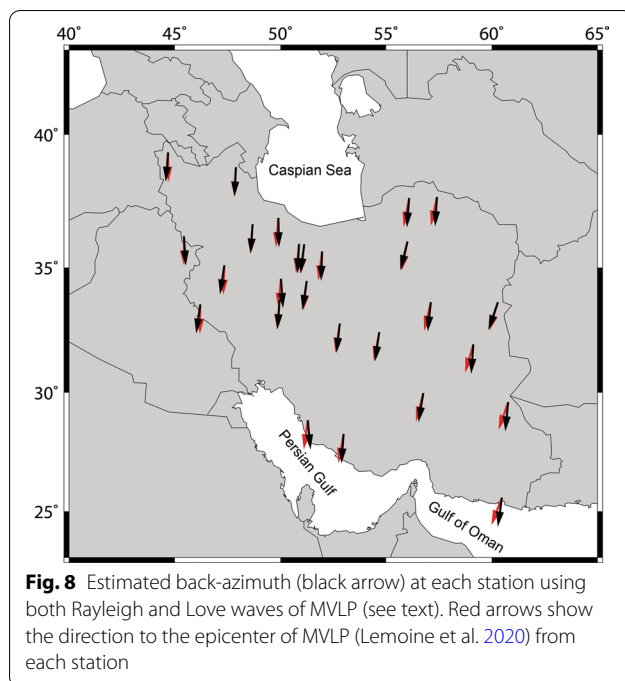 40° 45° 50° 55° 60° 65°
40°
Caspian Sea
35°
30°
Persian Gulf
Gulf of Oman
25°
Fig. 8 Estimated back-azimuth (black arrow) at each station using
both Rayleigh and Love waves of MVLP (see text). Red arrows show
the direction to the epicenter of MVLP (Lemoine et al. 2020) from
each station